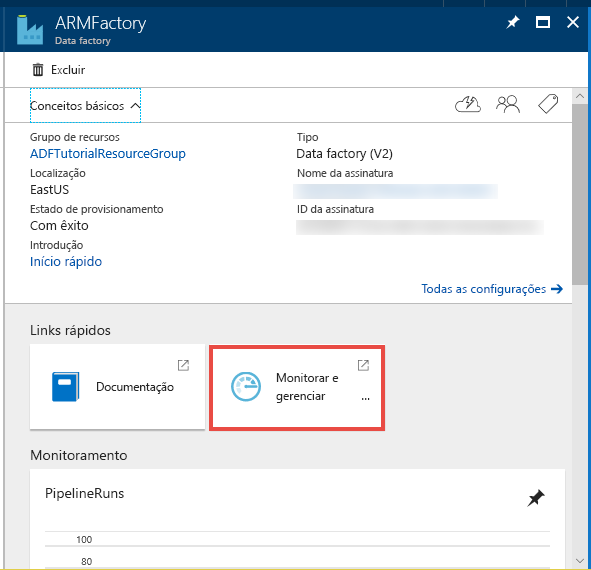 ARMFactory
Data factory
Excluir
Conceitos básicos
Grupo de recursos
ADFTutorialResourceGroup
Localização
EastUS
Estado de provisionamento
Com êxito
Introdução
Início rápido
Tipo
Data factory (V2)
Nome da assinatura
ID da assinatura
Todas as configurações
Links rápidos
Documentação
Monitorar e
gerenciar ...
Monitoramento
PipelineRuns
100
80